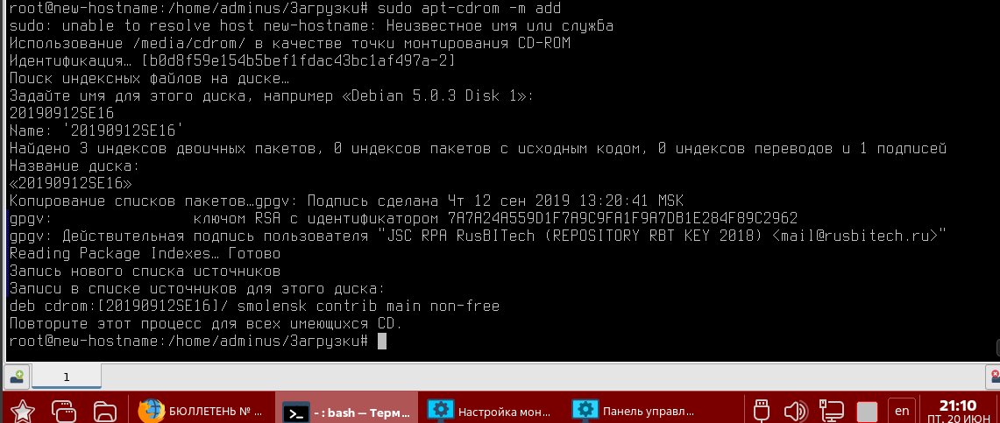 root@new-hostname:/home/adminus/Загрузки# sudo apt-cdrom -m add
sudo: unable to resolve host new-hostname: Неизвестное имя или служба
Использование /media/cdrom/ в качестве точки монтирования CD-ROM
Идентификация… [b0d8f59e154b5bef1fdac43bc1af497a-2]
Поиск индексных файлов на диске…
Задайте имя для этого диска, например «Debian 5.0.3 Disk 1»:
20190912SE16
Name: '20190912SE16'
Найдено 3 индексов двоичных пакетов, 0 индексов пакетов с исходным кодом, 0 индексов переводов и 1 подписей
Название диска:
«20190912SE16»
Копирование списков пакетов…gpgv: Подпись сделана Чт 12 сен 2019 13:20:41 MSK
gpgv:                ключом RSA с идентификатором 7A7A24A559D1F7A9C9FA1F9A7DB1E284F89C2962
gpgv: Действительная подпись пользователя "JSC RPA RusBITech (REPOSITORY RBT KEY 2018) <mail@rusbitech.ru>"
Reading Package Indexes… Готово
Запись нового списка источников
Записи в списке источников для этого диска:
deb cdrom:[20190912SE16]/ smolensk contrib main non-free
Повторите этот процесс для всех имеющихся CD.
root@new-hostname:/home/adminus/Загрузки#
1
БЮЛЛЕТЕНЬ № ...
- : bash — Терм...
Настройка мон...
Панель управл...
en
21:10
ПТ, 20 ИЮН